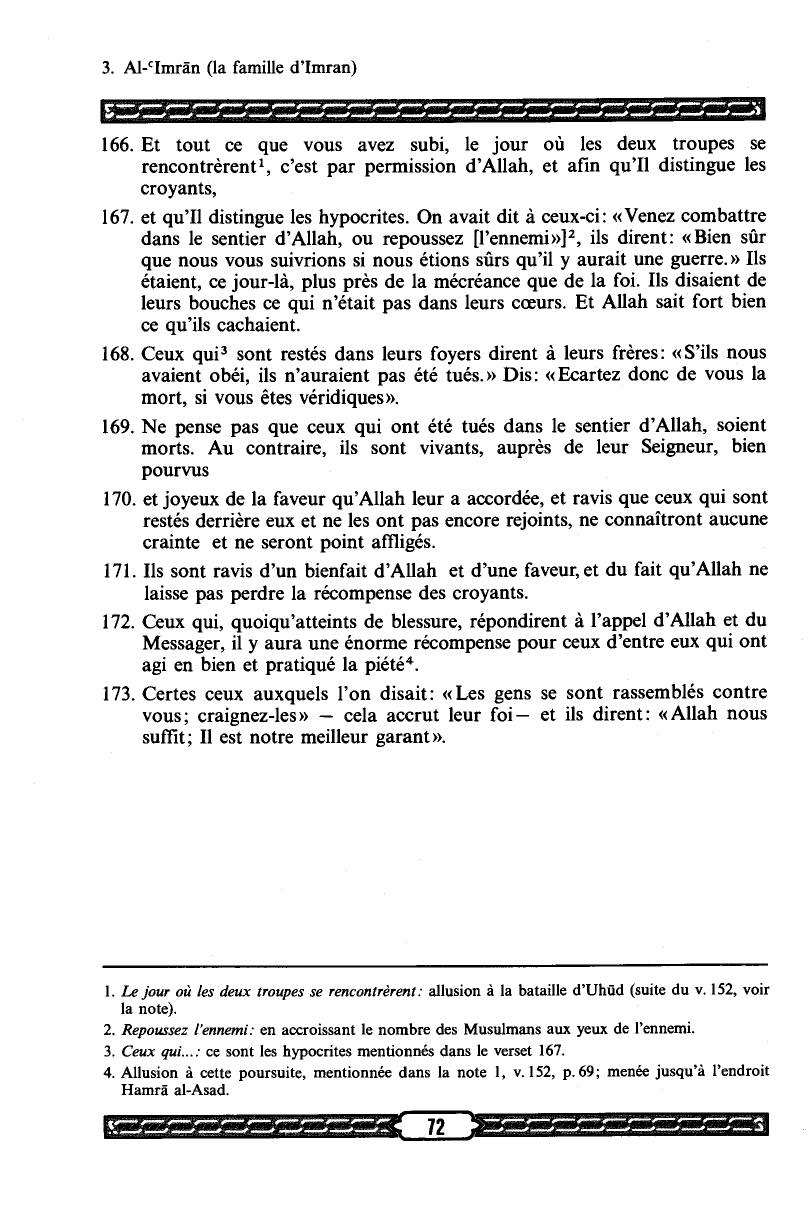 3. Al-ᶜImrān (la famille d'Imran)
166. Et tout ce que vous avez subi, le jour où les deux troupes se
rencontrèrent¹, c'est par permission d'Allah, et afin qu'Il distingue les
croyants,
167. et qu'Il distingue les hypocrites. On avait dit à ceux-ci: «Venez combattre
dans le sentier d'Allah, ou repoussez [l'ennemi»]², ils dirent: «Bien sûr
que nous vous suivrions si nous étions sûrs qu'il y aurait une guerre.» Ils
étaient, ce jour-là, plus près de la mécréance que de la foi. Ils disaient de
leurs bouches ce qui n'était pas dans leurs cœurs. Et Allah sait fort bien
ce qu'ils cachaient.
168. Ceux qui³ sont restés dans leurs foyers dirent à leurs frères: «S'ils nous
avaient obéi, ils n'auraient pas été tués.» Dis: «Ecartez donc de vous la
mort, si vous êtes véridiques».
169. Ne pense pas que ceux qui ont été tués dans le sentier d'Allah, soient
morts. Au contraire, ils sont vivants, auprès de leur Seigneur, bien
pourvus
170. et joyeux de la faveur qu'Allah leur a accordée, et ravis que ceux qui sont
restés derrière eux et ne les ont pas encore rejoints, ne connaîtront aucune
crainte et ne seront point affligés.
171. Ils sont ravis d'un bienfait d'Allah et d'une faveur, et du fait qu'Allah ne
laisse pas perdre la récompense des croyants.
172. Ceux qui, quoiqu'atteints de blessure, répondirent à l'appel d'Allah et du
Messager, il y aura une énorme récompense pour ceux d'entre eux qui ont
agi en bien et pratiqué la piété⁴.
173. Certes ceux auxquels l'on disait: «Les gens se sont rassemblés contre
vous; craignez-les» — cela accrut leur foi— et ils dirent: «Allah nous
suffit; Il est notre meilleur garant».
1. Le jour où les deux troupes se rencontrèrent: allusion à la bataille d'Uhūd (suite du v. 152, voir
la note).
2. Repoussez l'ennemi: en accroissant le nombre des Musulmans aux yeux de l'ennemi.
3. Ceux qui...: ce sont les hypocrites mentionnés dans le verset 167.
4. Allusion à cette poursuite, mentionnée dans la note 1, v. 152, p. 69; menée jusqu'à l'endroit
Hamrā al-Asad.
72